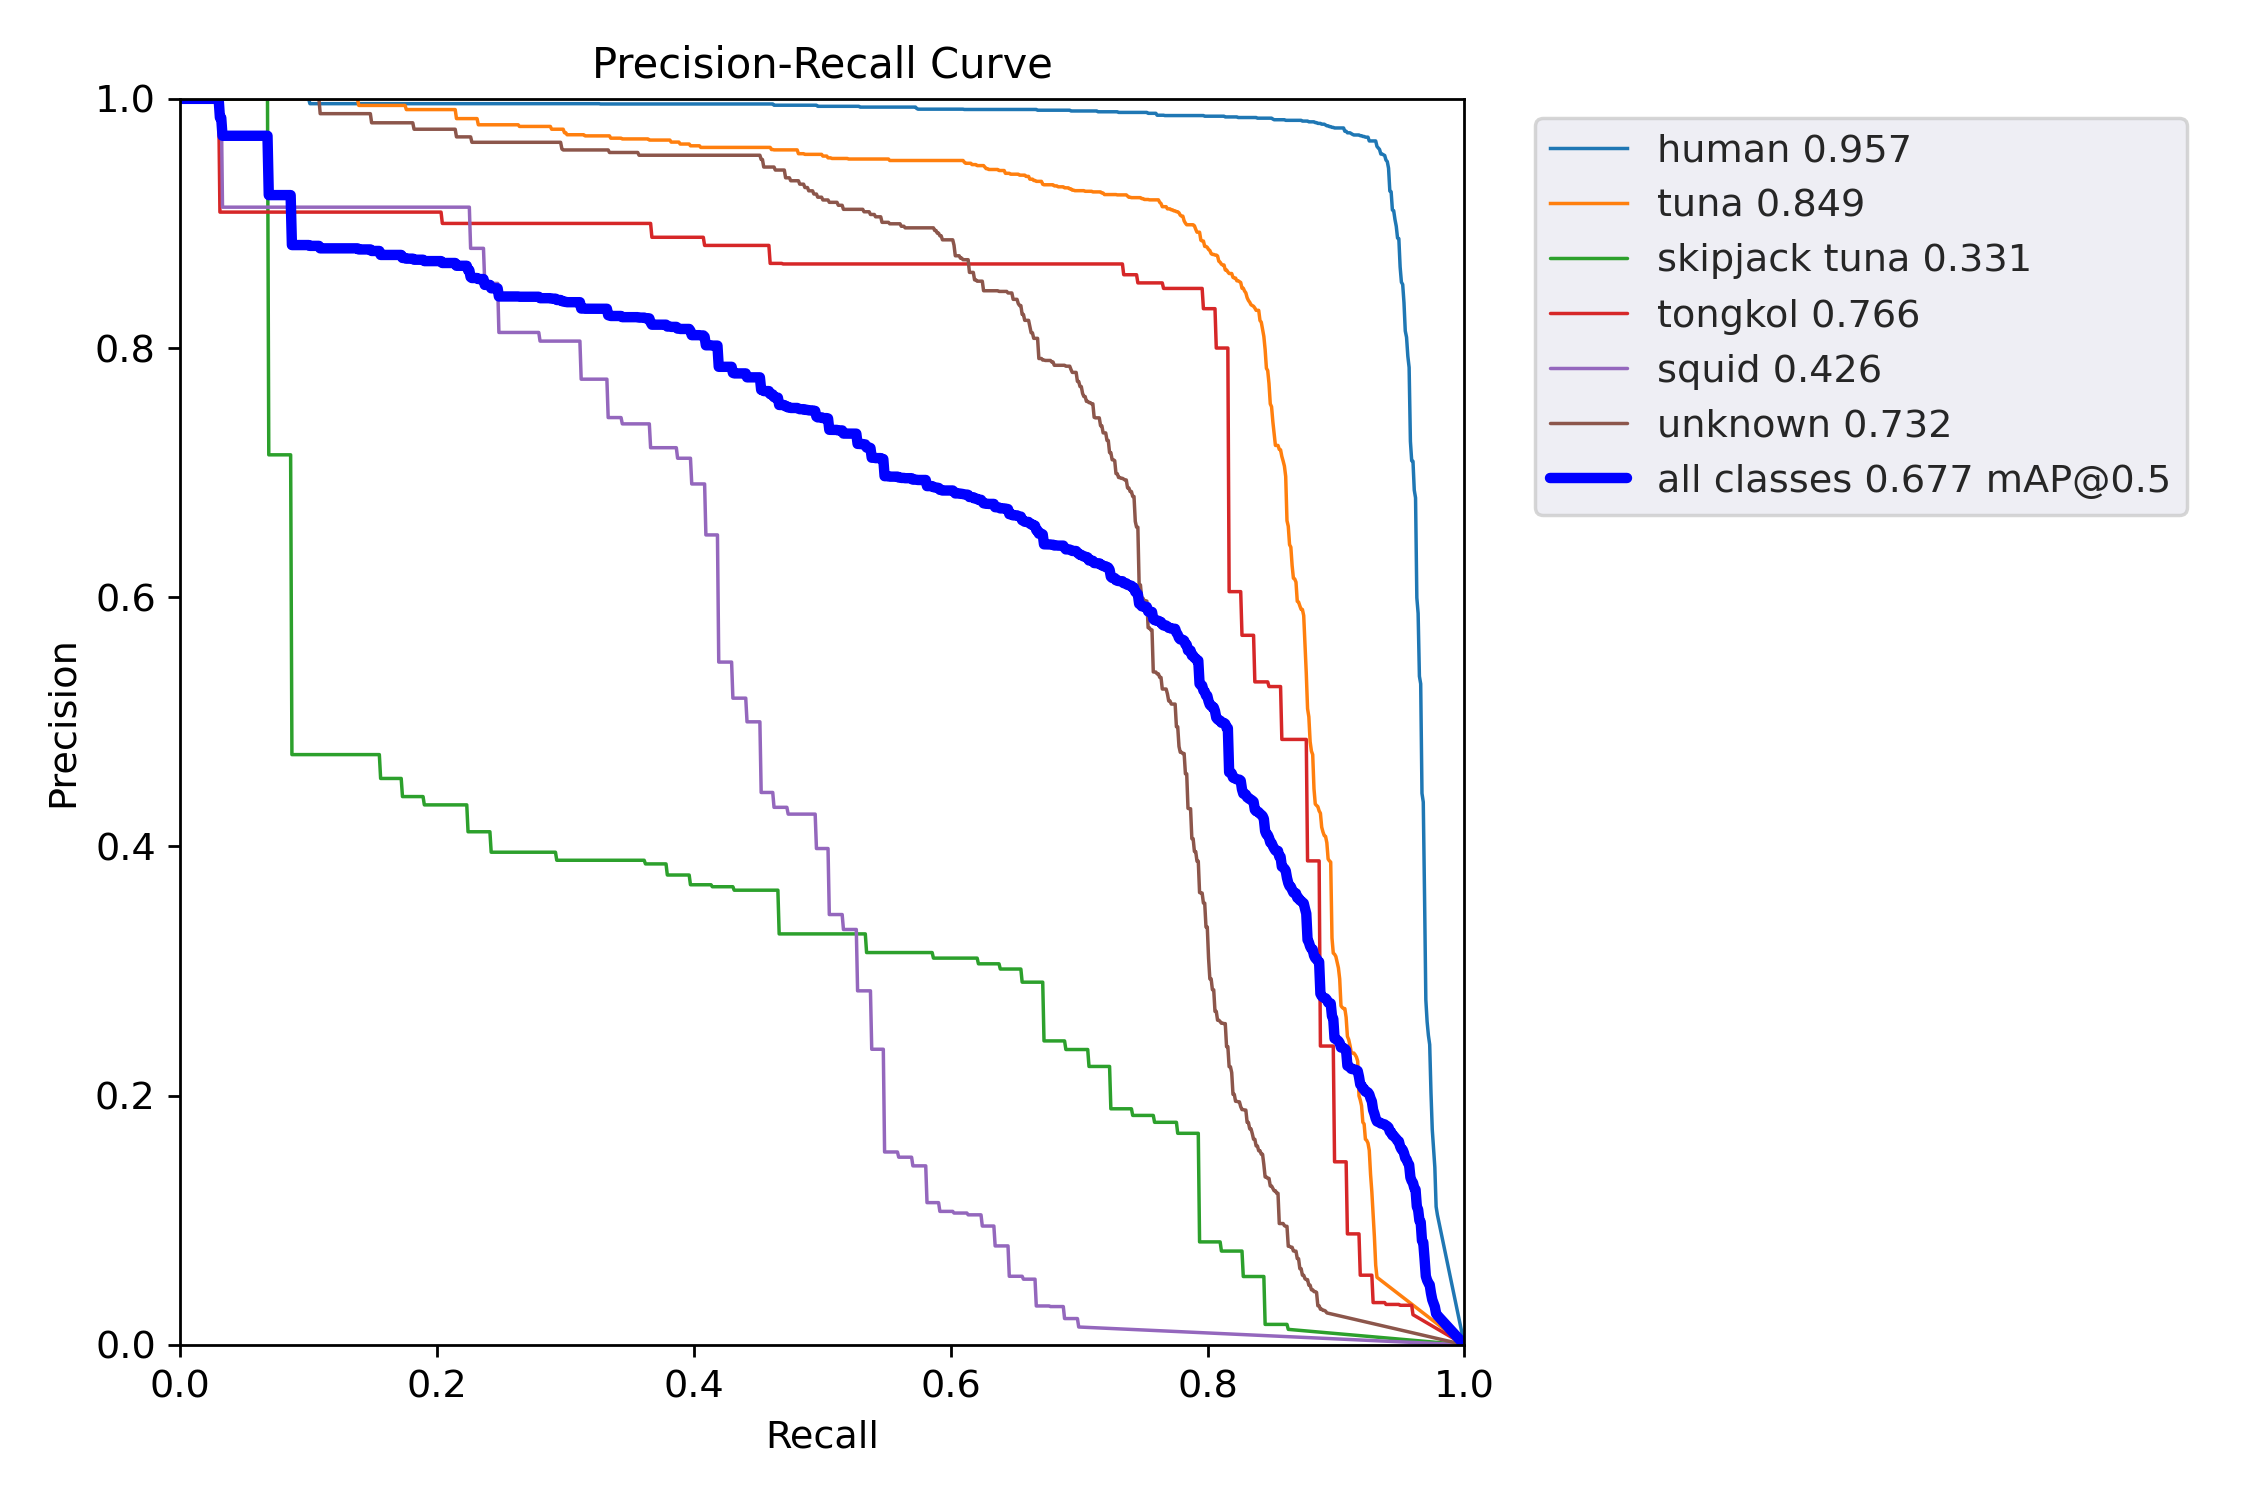 Precision-Recall Curve
1.0
0.8
0.6
0.4
0.2
0.0
Precision
0.0 0.2 0.4 0.6 0.8 1.0
Recall
human 0.957
tuna 0.849
skipjack tuna 0.331
tongkol 0.766
squid 0.426
unknown 0.732
all classes 0.677 mAP@0.5